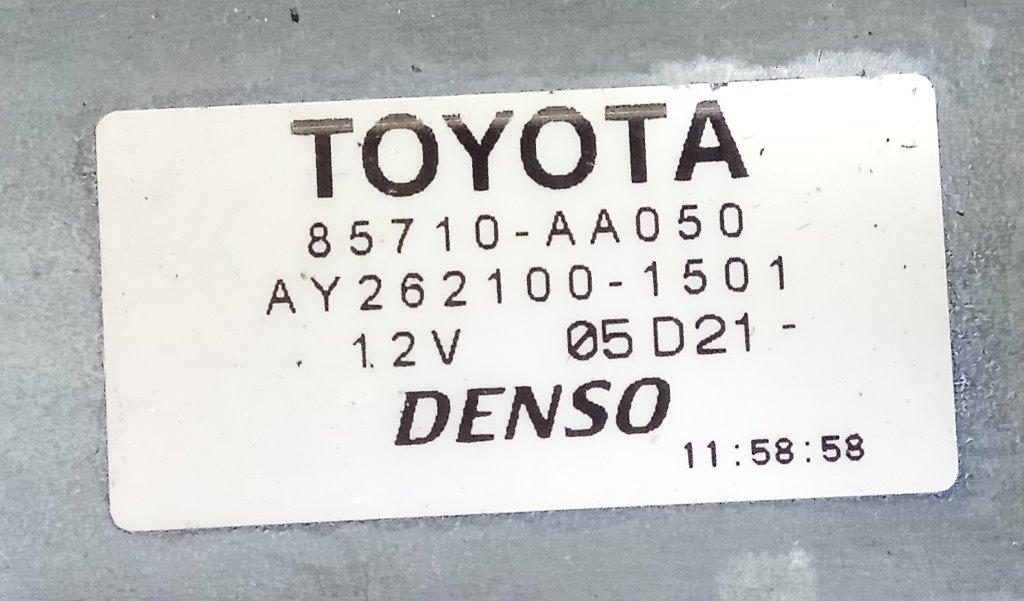 TOYOTA
85710-AA050
AY262100-1501
12V 05D21-
DENSO
11:58:58